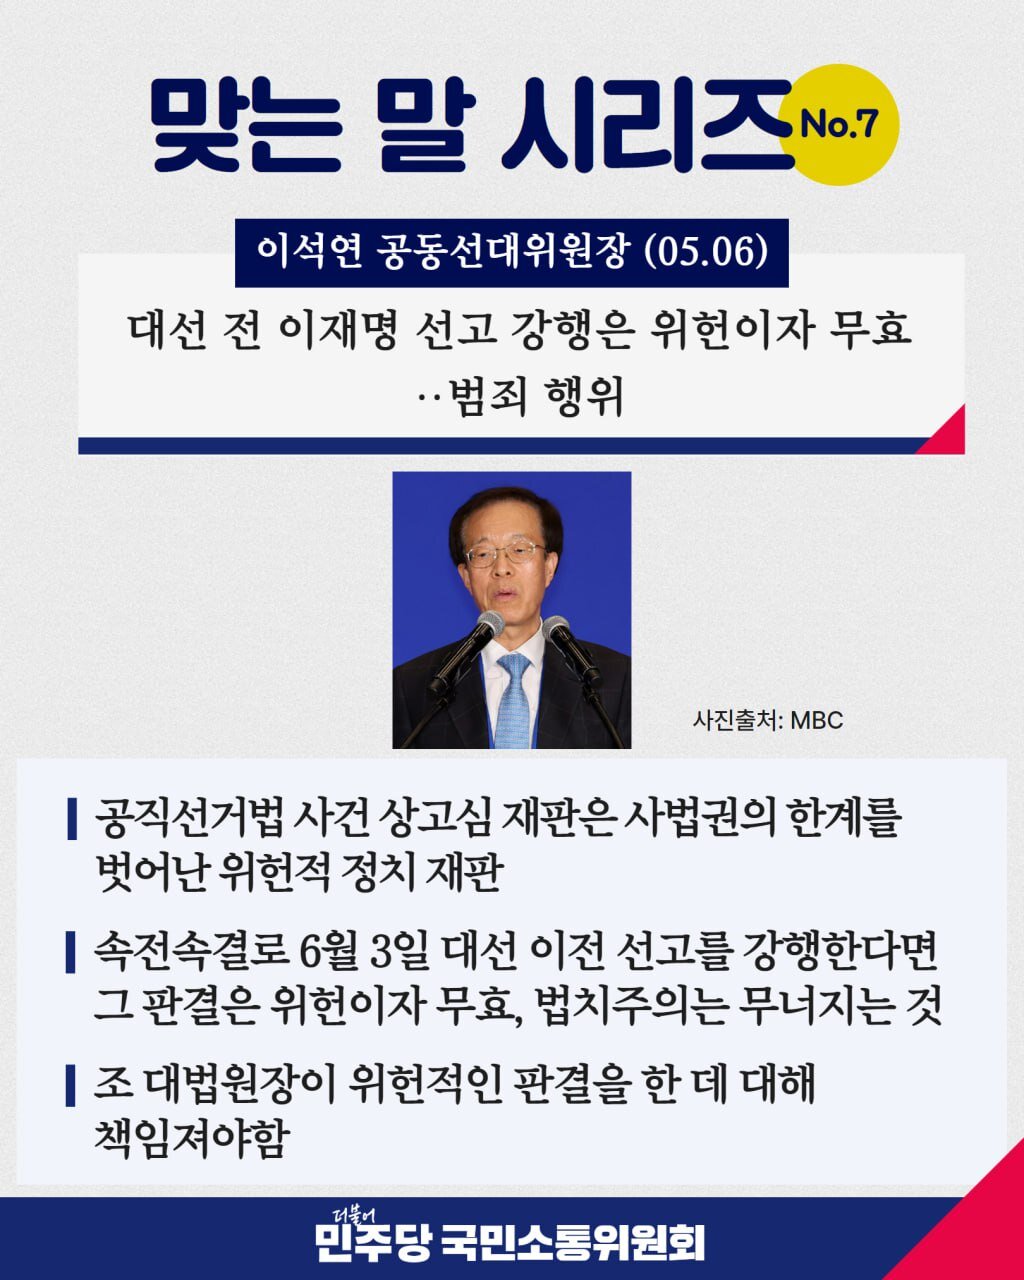 맞는 말 시리즈 No.7
이석연 공동선대위원장 (05.06)
대선 전 이재명 선고 강행은 위헌이자 무효
··범죄 행위
사진출처: MBC
공직선거법 사건 상고심 재판은 사법권의 한계를
벗어난 위헌적 정치 재판
속전속결로 6월 3일 대선 이전 선고를 강행한다면
그 판결은 위헌이자 무효, 법치주의는 무너지는 것
조 대법원장이 위헌적인 판결을 한 데 대해
책임져야함
더불어
민주당 국민소통위원회